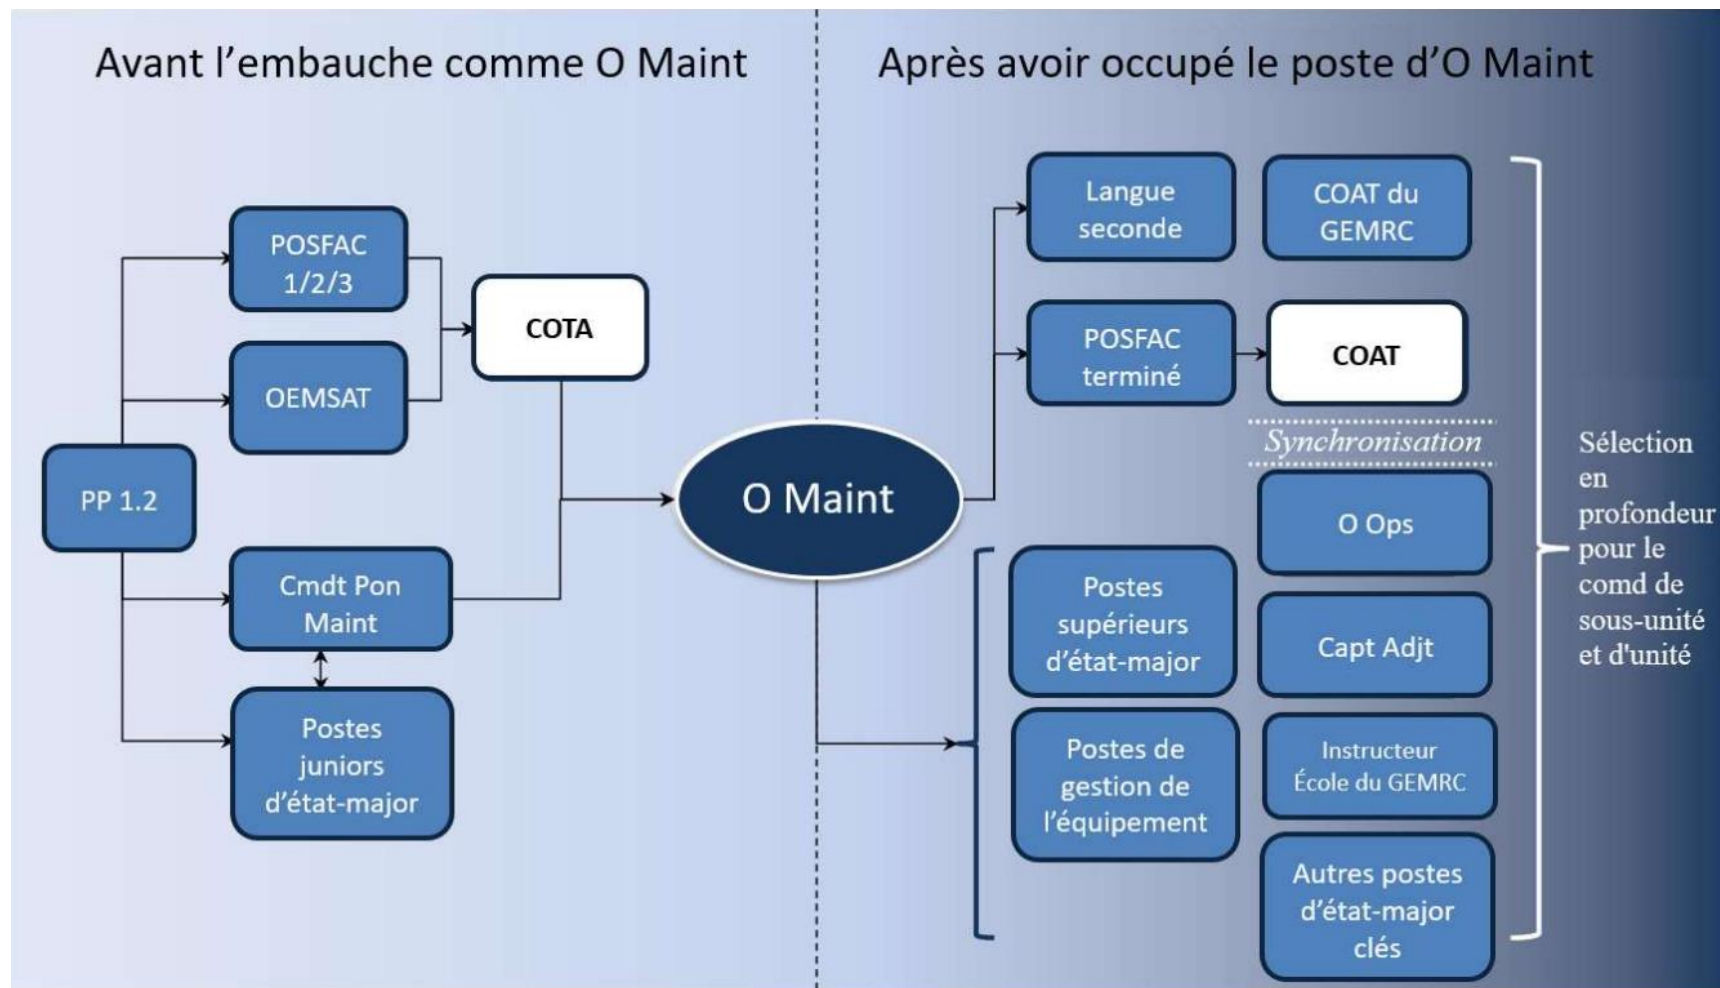 Avant l’embauche comme O Maint
POSFAC
1/2/3
COTA
OEMSAT
PP 1.2
Cmdt Pon
Maint
Postes
juniors
d’état-major
O Maint
Après avoir occupé le poste d’O Maint
Langue
seconde
COAT du
GEMRC
POSFAC
terminé
COAT
Synchronisation
O Ops
Postes
supérieurs
d’état-major
Capt Adjt
Postes de
gestion de
l’équipement
Instructeur
École du GEMRC
Autres postes
d’état-major
clés
Sélection
en
profondeur
pour le
comd de
sous-unité
et d'unité